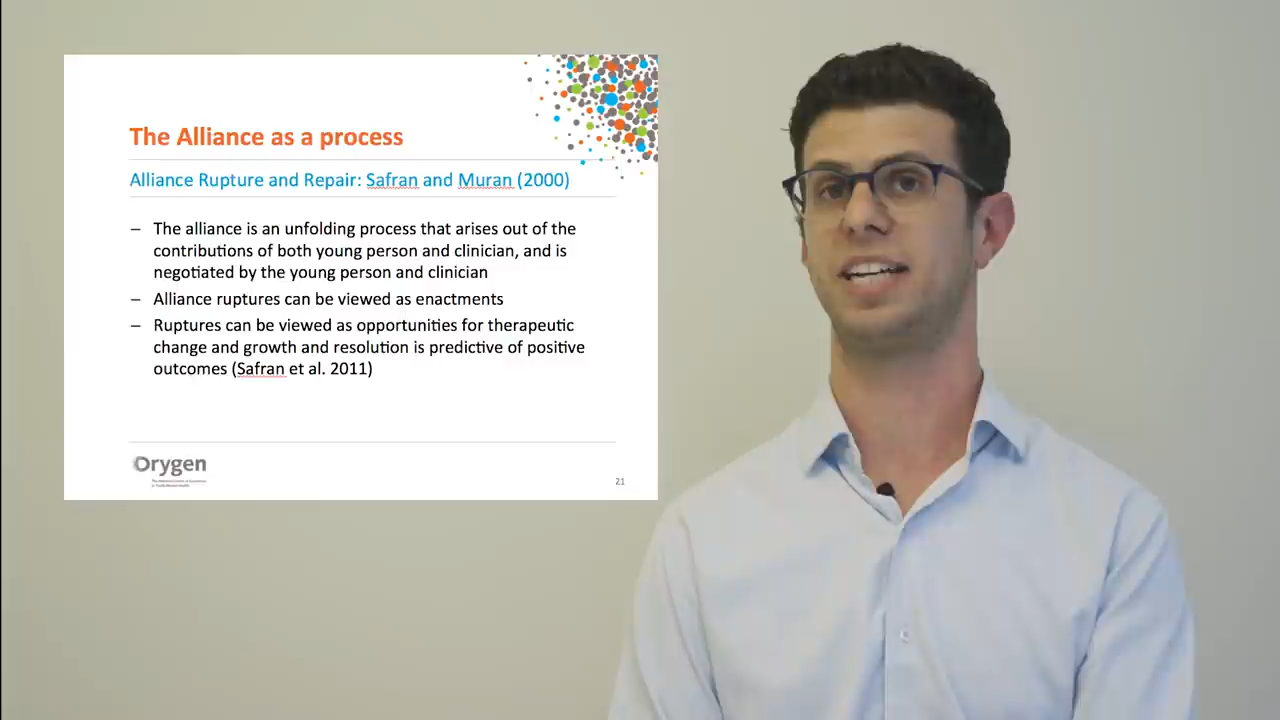 The Alliance as a process
Alliance Rupture and Repair: Safran and Muran (2000)
– The alliance is an unfolding process that arises out of the
contributions of both young person and clinician, and is
negotiated by the young person and clinician
– Alliance ruptures can be viewed as enactments
– Ruptures can be viewed as opportunities for therapeutic
change and growth and resolution is predictive of positive
outcomes (Safran et al. 2011)
Orygen
21